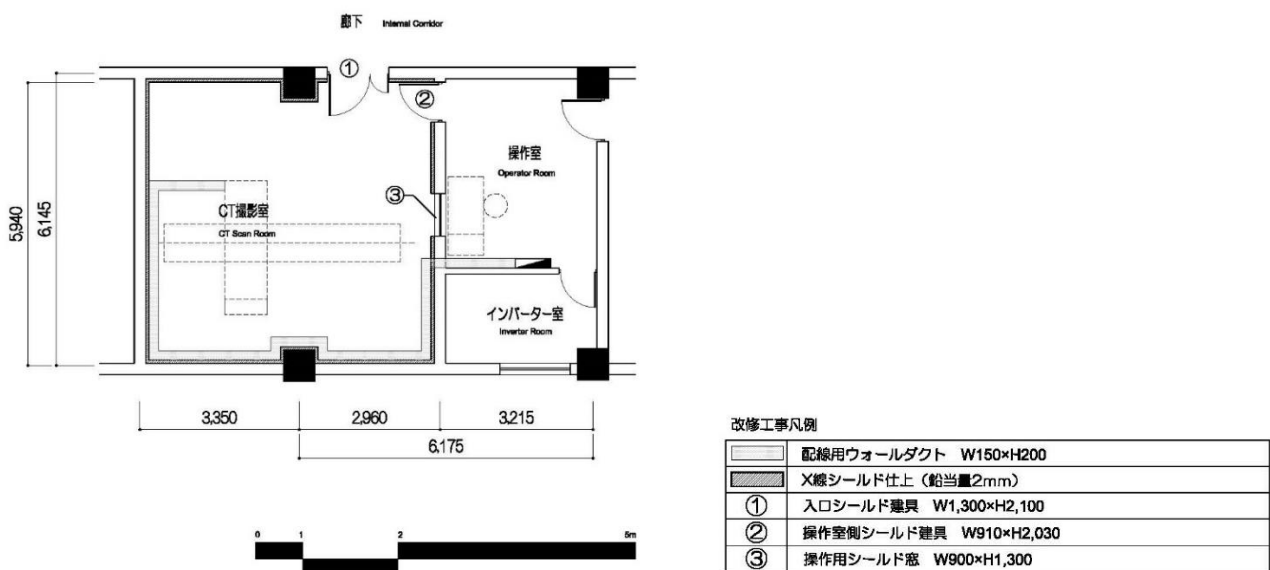 廊下 Internal Corridor
①
②
操作室
Operator Room
③
CT撮影室
CT Scan Room
5,940
6,145
インバーター室
Inverter Room
3,350
2,960
3,215
6,175
0 1 2 5m
改修工事凡例
配線用ウォールダクト W150×H200
X線シールド仕上(鉛当量2mm)
① 入口シールド建具 W1,300×H2,100
② 操作室側シールド建具 W910×H2,030
③ 操作用シールド窓 W900×H1,300